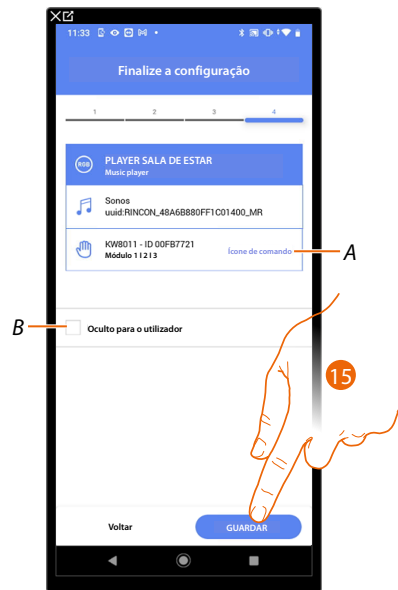 11:33
Finalize a configuração
1 2 3 4
RGB
PLAYER SALA DE ESTAR
Music player
Sonos
uuid:RINCON_48A6B880FF1C01400_MR
KW8011 - ID 00FB7721
Módulo 1 I 2 I 3
Ícone de comando
A
B
Oculto para o utilizador
15
Voltar
GUARDAR